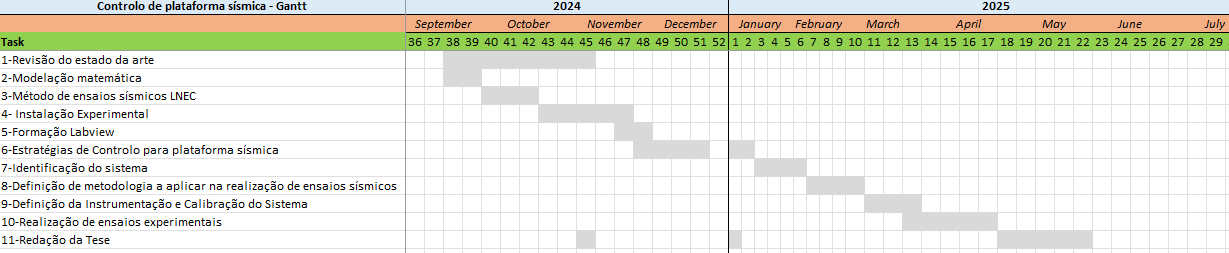 Controlo de plataforma sísmica - Gantt 2024 2025
September October November December January February March April May June July
Task 36 37 38 39 40 41 42 43 44 45 46 47 48 49 50 51 52 1 2 3 4 5 6 7 8 9 10 11 12 13 14 15 16 17 18 19 20 21 22 23 24 25 26 27 28 29
1-Revisão do estado da arte
2-Modelação matemática
3-Método de ensaios sísmicos LNEC
4- Instalação Experimental
5-Formação Labview
6-Estratégias de Controlo para plataforma sísmica
7-Identificação do sistema
8-Definição de metodologia a aplicar na realização de ensaios sísmicos
9-Definição da Instrumentação e Calibração do Sistema
10-Realização de ensaios experimentais
11-Redação da Tese